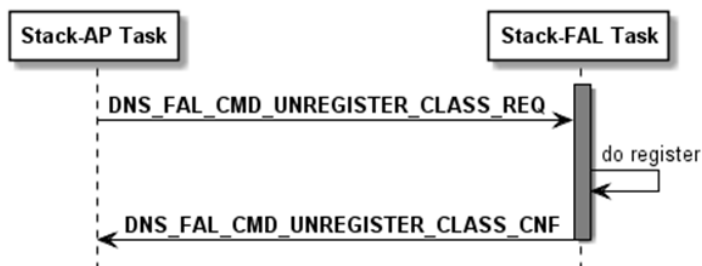 Stack-AP Task
Stack-FAL Task
DNS_FAL_CMD_UNREGISTER_CLASS_REQ
do register
DNS_FAL_CMD_UNREGISTER_CLASS_CNF